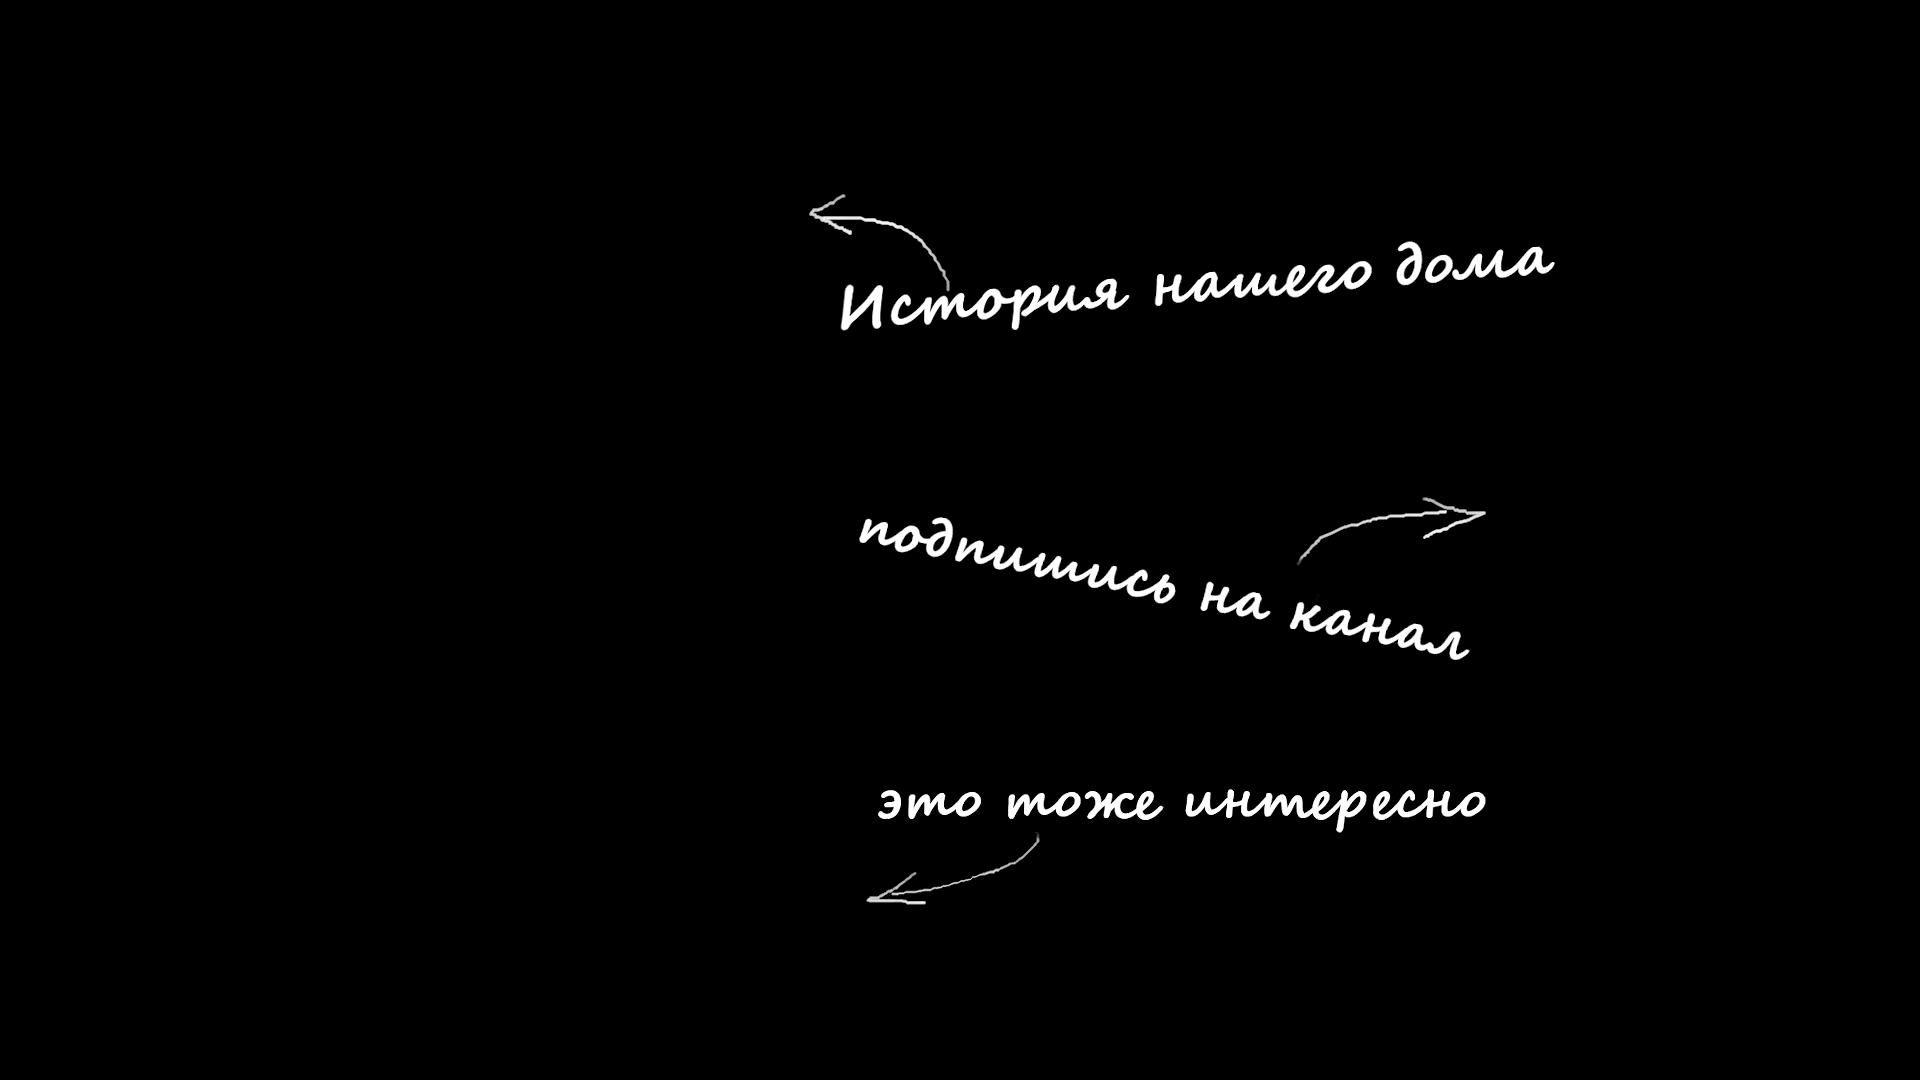 История нашего дома
подпишись на канал
это тоже интересно